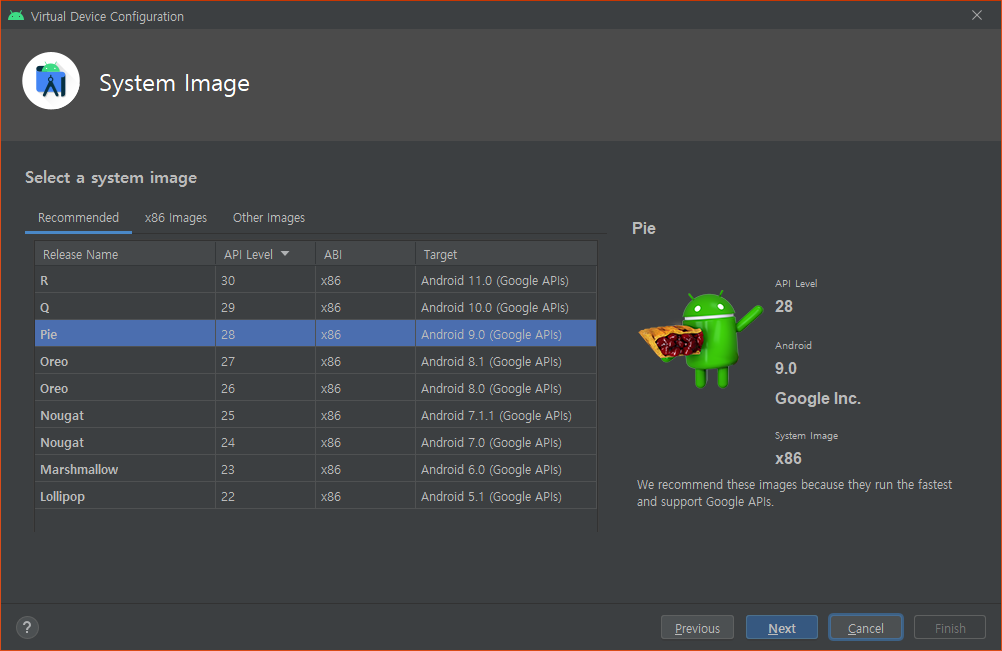 Virtual Device Configuration
System Image
Select a system image
Recommended x86 Images Other Images
Release Name API Level ABI Target
R 30 x86 Android 11.0 (Google APIs)
Q 29 x86 Android 10.0 (Google APIs)
Pie 28 x86 Android 9.0 (Google APIs)
Oreo 27 x86 Android 8.1 (Google APIs)
Oreo 26 x86 Android 8.0 (Google APIs)
Nougat 25 x86 Android 7.1.1 (Google APIs)
Nougat 24 x86 Android 7.0 (Google APIs)
Marshmallow 23 x86 Android 6.0 (Google APIs)
Lollipop 22 x86 Android 5.1 (Google APIs)
Pie
API Level
28
Android
9.0
Google Inc.
System Image
x86
We recommend these images because they run the fastest
and support Google APIs.
? Previous Next Cancel Finish